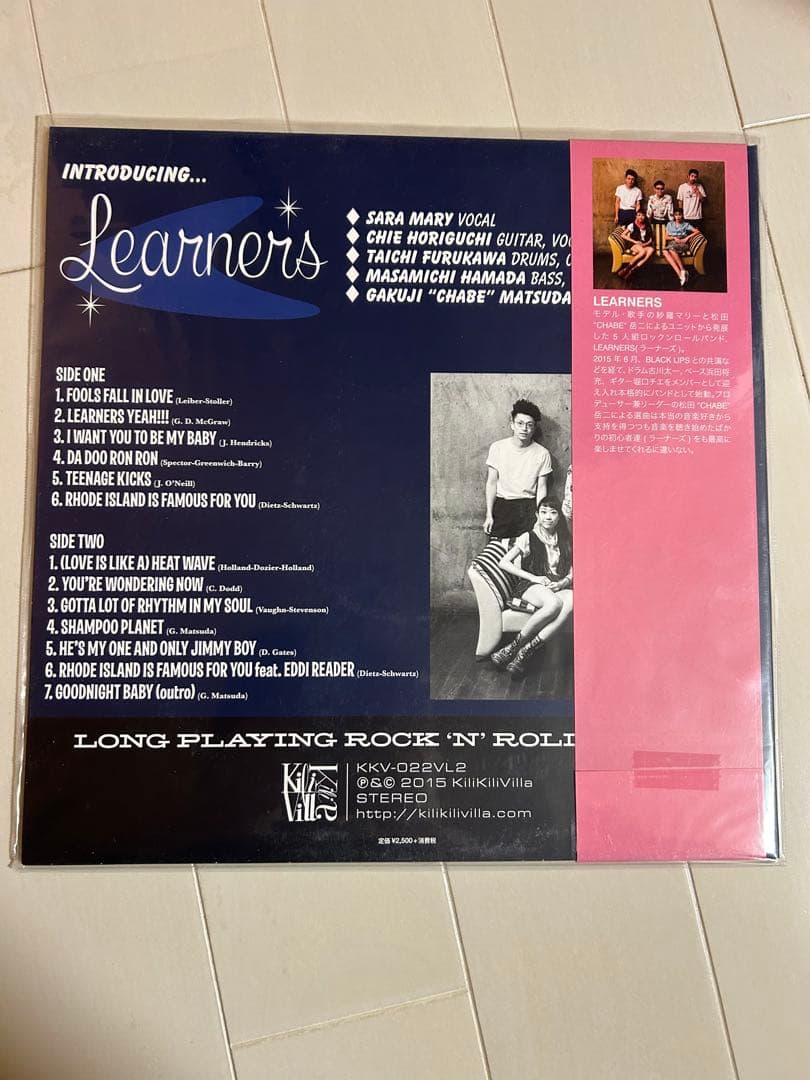 INTRODUCING...
Learners
SARA MARY VOCAL
CHIE HORIGUCHI GUITAR,
TAICHI FURUKAWA DRUMS,
MASAMICHI HAMADA BASS,
GAKUJI “CHABE” MATSUDA
SIDE ONE
1. FOOLS FALL IN LOVE (Leiber-Stoller)
2. LEARNERS YEAH!!! (G. D. McGraw)
3. I WANT YOU TO BE MY BABY (J. Hendricks)
4. DA DOO RON RON (Spector-Greenwich-Barry)
5. TEENAGE KICKS (J. O'Neill)
6. RHODE ISLAND IS FAMOUS FOR YOU (Dietz-Schwartz)
SIDE TWO
1. (LOVE IS LIKE A) HEAT WAVE (Holland-Dozier-Holland)
2. YOU'RE WONDERING NOW (C. Dodd)
3. GOTTA LOT OF RHYTHM IN MY SOUL (Vaughn-Stevenson)
4. SHAMPOO PLANET (G. Matsuda)
5. HE'S MY ONE AND ONLY JIMMY BOY (D. Gates)
6. RHODE ISLAND IS FAMOUS FOR YOU feat. EDDI READER (Dietz-Schwartz)
7. GOODNIGHT BABY (outro) (G. Matsuda)
LONG PLAYING ROCK ‘N’ ROLL
Kili
Kili
Villa
KKV-022VL2
℗&© 2015 KiliKiliVilla
STEREO
http://kilikilivilla.com
定価 ¥2,500+消費税
LEARNERS
モデル・歌手の紗羅マリーと松田
“CHABE” 岳二によるユニットから発展
した 5 人組ロックンロールバンド、
LEARNERS(ラーナーズ)。
2015 年 6 月、BLACK LIPS との共演な
どを経て、ドラム古川太一、ベース浜田将
充、ギター堀口チエをメンバーとして迎
え入れ本格的にバンドとして始動。プロ
デューサー兼リーダーの松田 “CHABE”
岳二による選曲は本当の音楽好きから
支持を得つつも音楽を聴き始めたばか
りの初心者達 (ラーナーズ) をも最高に
楽しませてくれるに違いない。